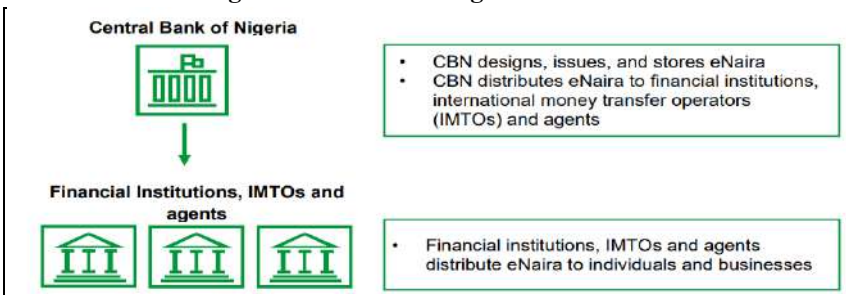 Central Bank of Nigeria
• CBN designs, issues, and stores eNaira
• CBN distributes eNaira to financial institutions,
international money transfer operators
(IMTOs) and agents
Financial Institutions, IMTOs and
agents
• Financial institutions, IMTOs and agents
distribute eNaira to individuals and businesses